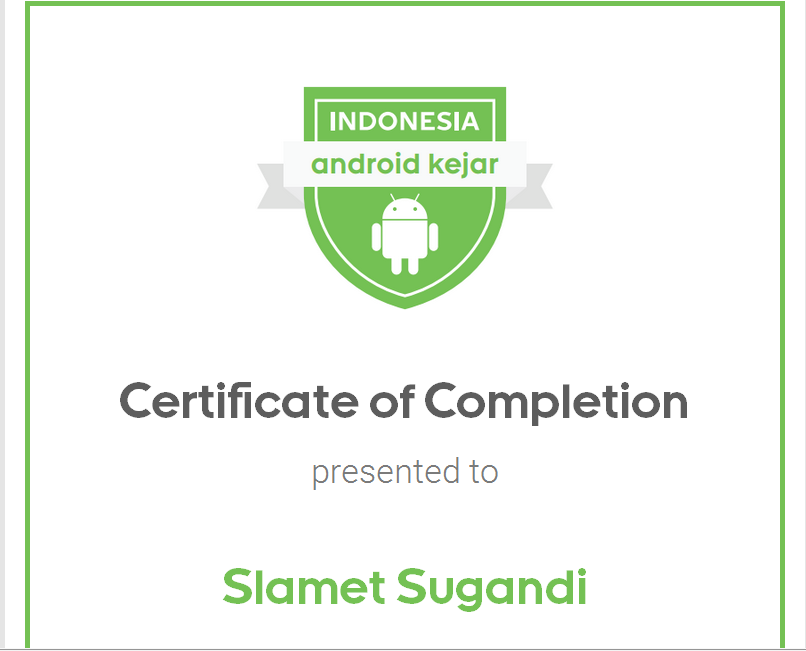 INDONESIA
android kejar
Certificate of Completion
presented to
Slamet Sugandi